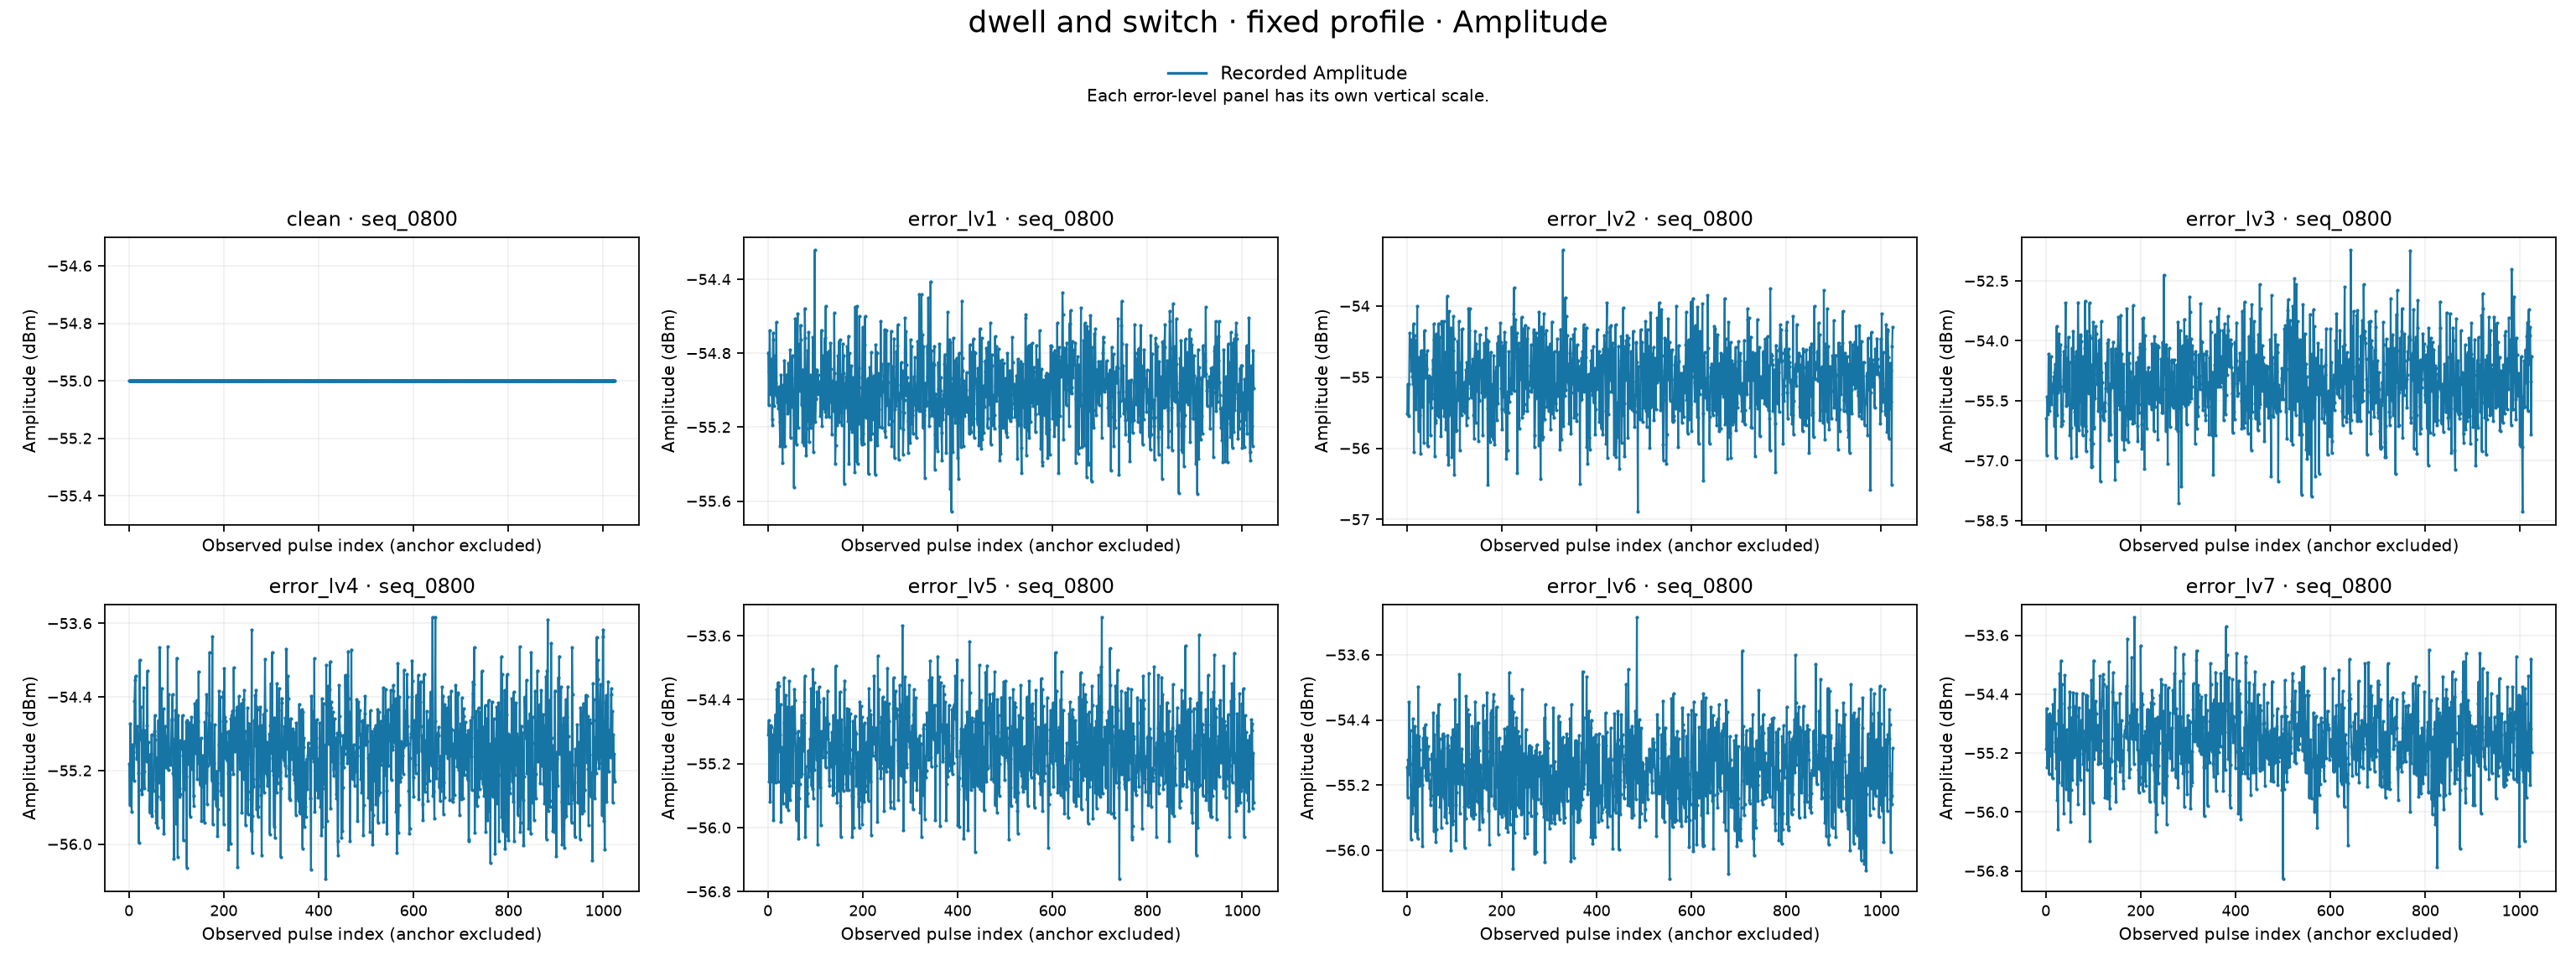 dwell and switch · fixed profile · Amplitude
Recorded Amplitude
Each error-level panel has its own vertical scale.
clean · seq_0800
−54.6
−54.8
−55.0
−55.2
−55.4
Amplitude (dBm)
Observed pulse index (anchor excluded)
error_lv1 · seq_0800
−54.4
−54.8
−55.2
−55.6
Amplitude (dBm)
Observed pulse index (anchor excluded)
error_lv2 · seq_0800
−54
−55
−56
−57
Amplitude (dBm)
Observed pulse index (anchor excluded)
error_lv3 · seq_0800
−52.5
−54.0
−55.5
−57.0
−58.5
Amplitude (dBm)
Observed pulse index (anchor excluded)
error_lv4 · seq_0800
−53.6
−54.4
−55.2
−56.0
Amplitude (dBm)
0 200 400 600 800 1000
Observed pulse index (anchor excluded)
error_lv5 · seq_0800
−53.6
−54.4
−55.2
−56.0
−56.8
Amplitude (dBm)
0 200 400 600 800 1000
Observed pulse index (anchor excluded)
error_lv6 · seq_0800
−53.6
−54.4
−55.2
−56.0
Amplitude (dBm)
0 200 400 600 800 1000
Observed pulse index (anchor excluded)
error_lv7 · seq_0800
−53.6
−54.4
−55.2
−56.0
−56.8
Amplitude (dBm)
0 200 400 600 800 1000
Observed pulse index (anchor excluded)